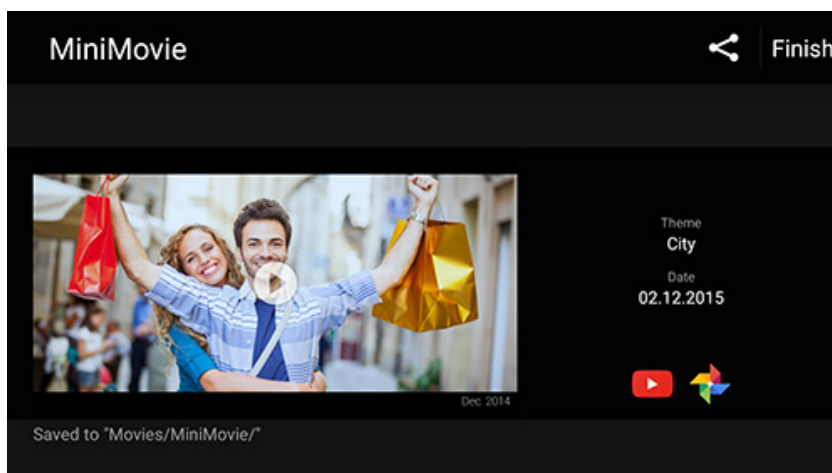 MiniMovie
Finish
Theme
City
Date
02.12.2015
Dec. 2014
Saved to "Movies/MiniMovie/"